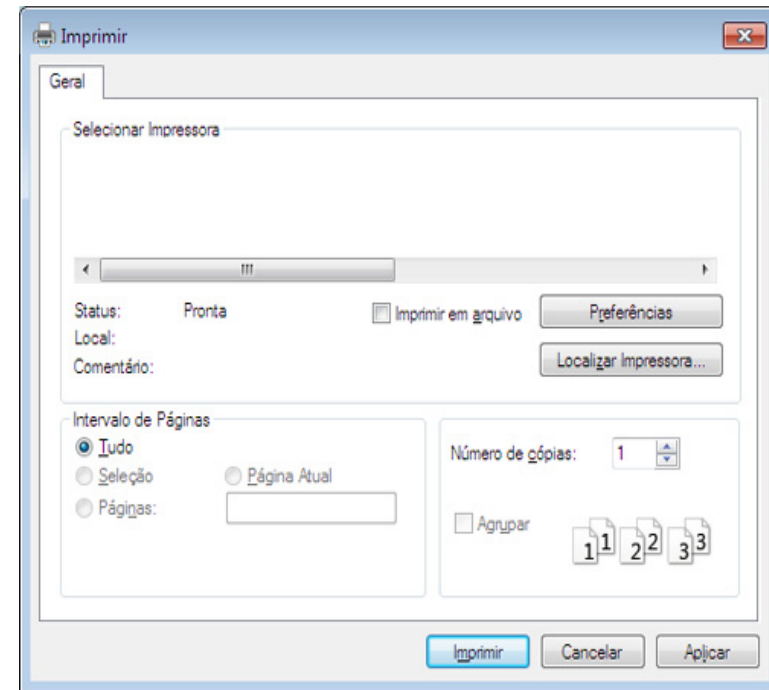 Imprimir
Geral
Selecionar Impressora
Status: Pronta
Imprimir em arquivo
Preferências
Local:
Comentário:
Localizar Impressora...
Intervalo de Páginas
Tudo
Seleção
Página Atual
Páginas:
Número de cópias: 1
Agrupar
1 1 2 2 3 3
Imprimir Cancelar Aplicar